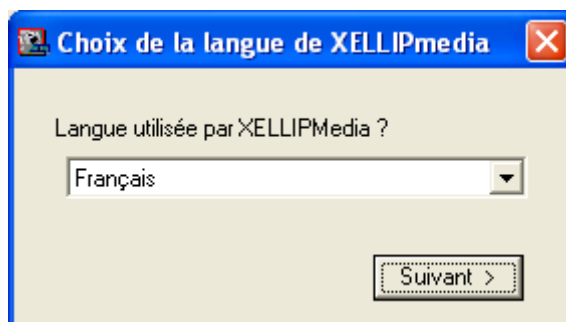 Choix de la langue de XELLIPmedia
Langue utilisée par XELLIPMedia ?
Français
Suivant >